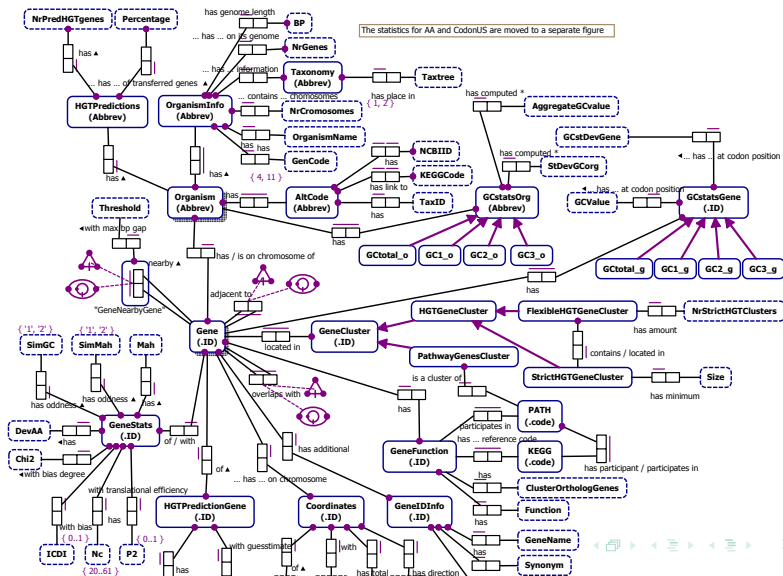 NrPredHGTgenes
Percentage
has genome length
BP
The statistics for AA and CodonUS are moved to a separate figure
has ▲
... has ... on its genome
NrGenes
... has ... of transferred genes ▲
... has ... information
Taxonomy
(Abbrev)
Taxtree
has place in
{ 1, 2 }
HGTPredictions
(Abbrev)
OrganismInfo
(Abbrev)
... contains ... chromosomes
NrCromosomes
has computed *
AggregateGCvalue
OrganismName
GCstDevGene
GenCode
{ 4, 11 }
has ▲
has ▲
NCBIID
KEGGCode
has link to
TaxID
has computed *
StDevGCorg
◄... has ... at codon position
◄... has ... at codon position
GCValue
Threshold
Organism
(Abbrev)
has
AltCode
(Abbrev)
GCstatsOrg
(Abbrev)
GCstatsGene
(.ID)
◄with max bp gap
has
has / is on chromosome of
nearby ▲
GCtotal_o
GC1_o
GC2_o
GC3_o
GCtotal_g
GC1_g
GC2_g
GC3_g
has
"GeneNearbyGene"
adjacent to
HGTGeneCluster
FlexibleHGTGeneCluster
NrStrictHGTClusters
has amount
Gene
(.ID)
located in
GeneCluster
(.ID)
PathwayGenesCluster
contains / located in
StrictHGTGeneCluster
Size
has minimum
{ '1', '2' }
{ '1', '2' }
SimGC
SimMah
Mah
is a cluster of
overlaps with
has oddness ▲
has oddness ▲
has ▲
has
PATH
(.code)
participates in
DevAA
◄has
GeneStats
(.ID)
of / with
has additional
has ... reference code
GeneFunction
(.ID)
KEGG
(.code)
has participant / participates in
Chi2
◄with bias degree
of ▲
... has ... on chromosome
has
ClusterOrthologGenes
with translational efficiency
has
Function
HGTPredictionGene
(.ID)
Coordinates
(.ID)
GeneIDInfo
(.ID)
with bias
has
{ 0..1 }
{ 0..1 }
ICDI
Nc
P2
{ 20..61 }
has
with guesstimate
of ▲
with
has total
has direction
has
GeneName
Synonym